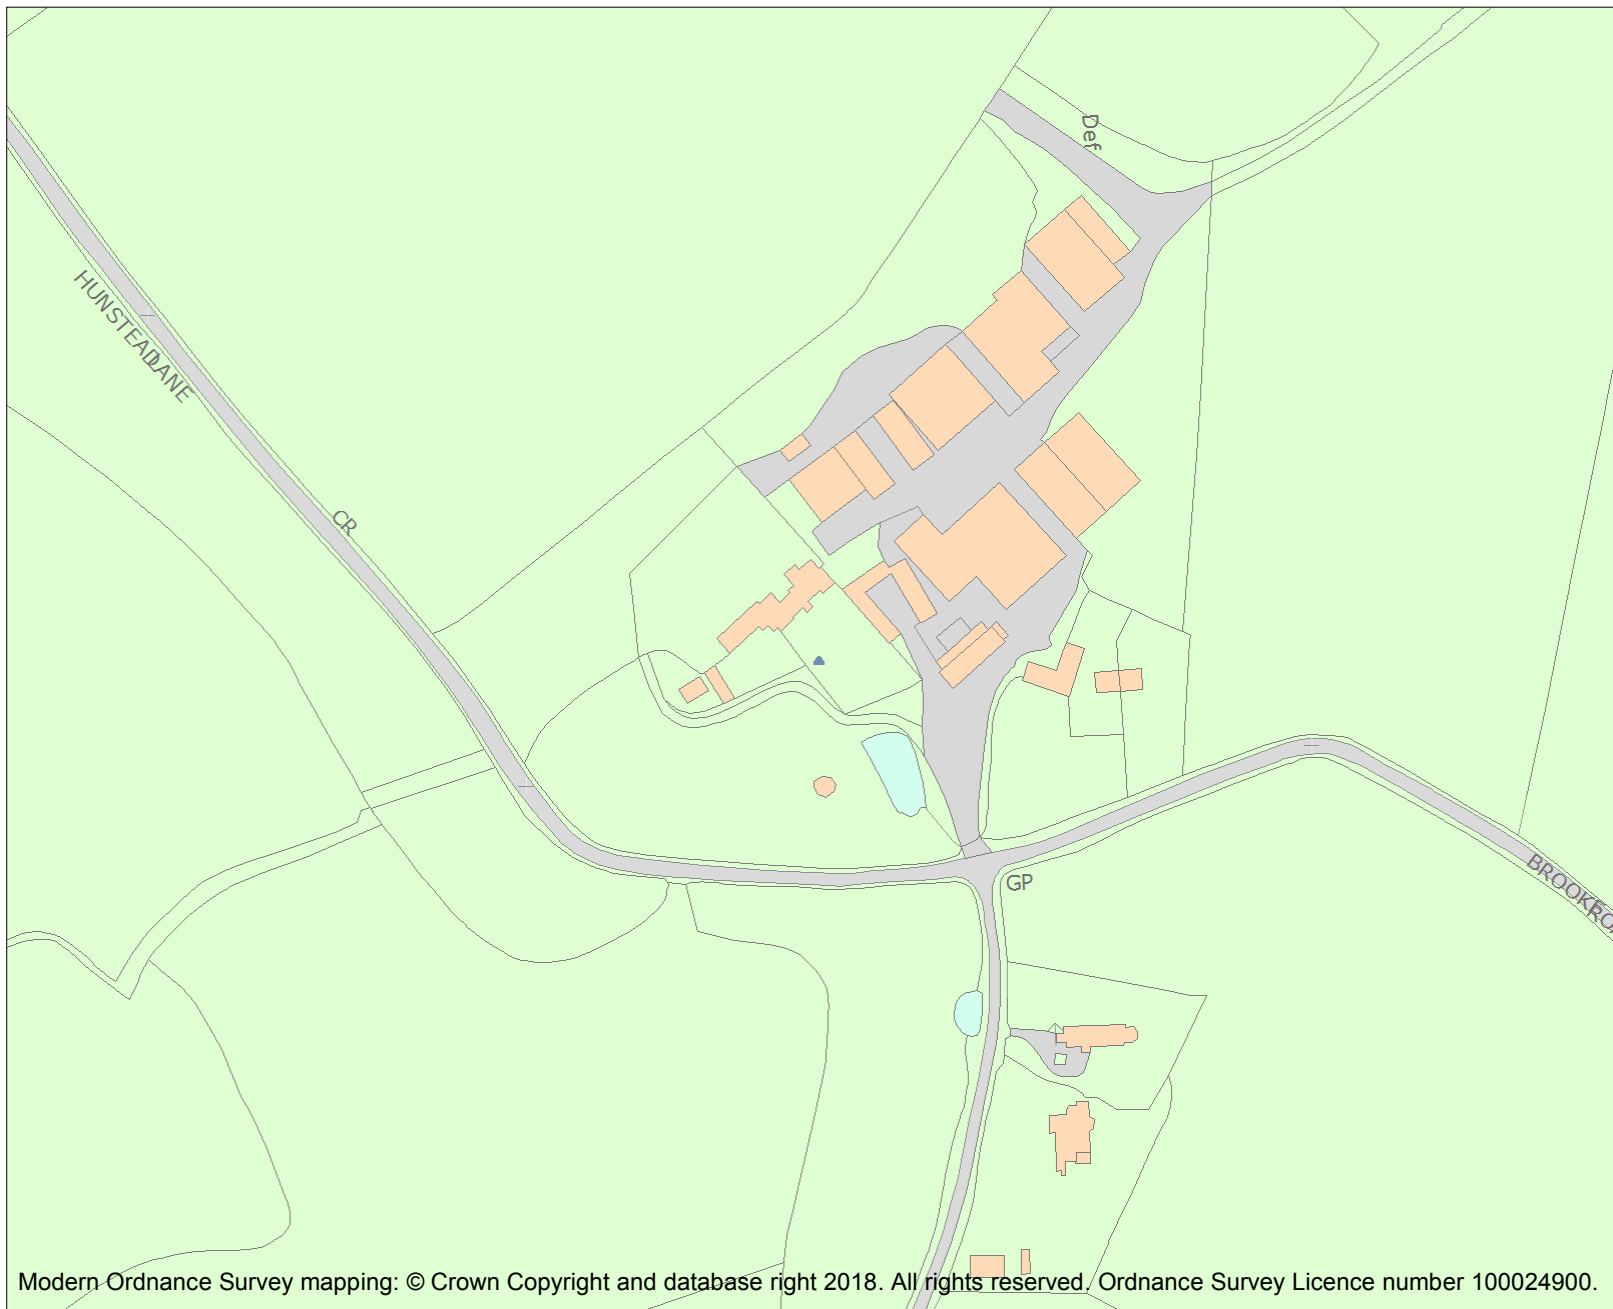 Def
HUNSTEAD LANE
CR
GP
Modern Ordnance Survey mapping: © Crown Copyright and database right 2018. All rights reserved. Ordnance Survey Licence number 100024900.